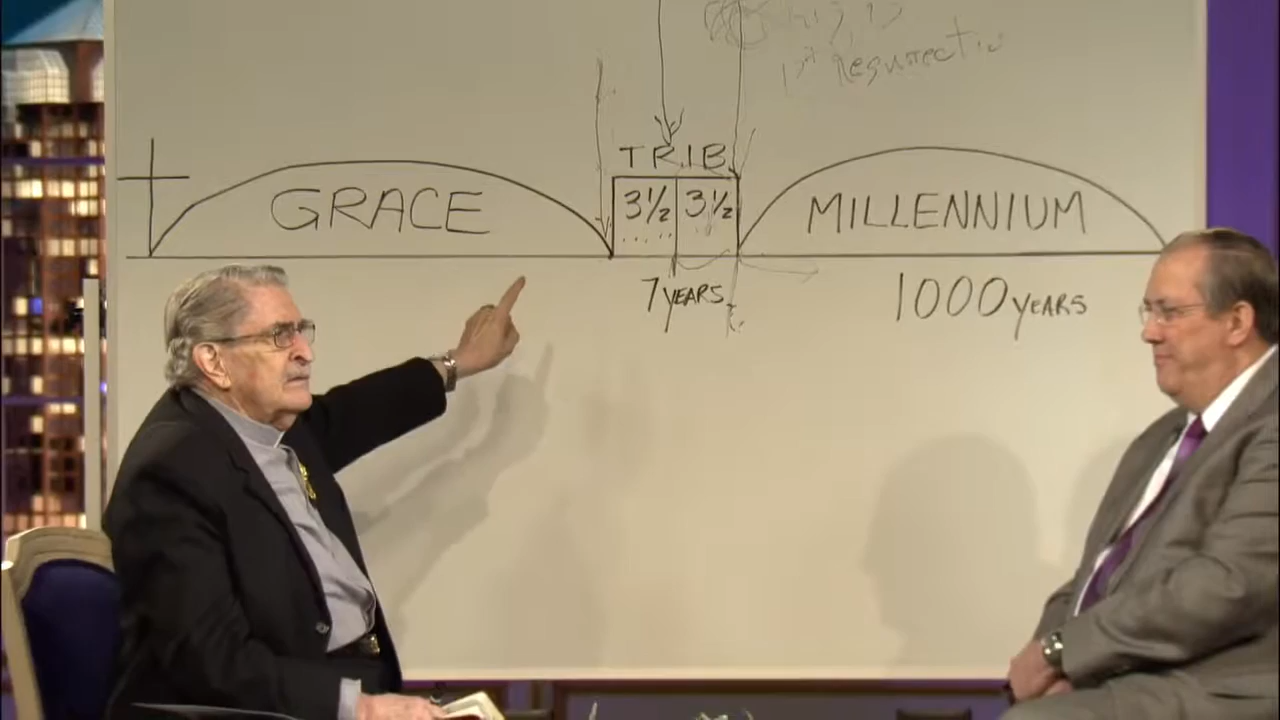 1st Resurrection
TRIB.
GRACE
3½ 3½
MILLENNIUM
7 YEARS
1000 YEARS